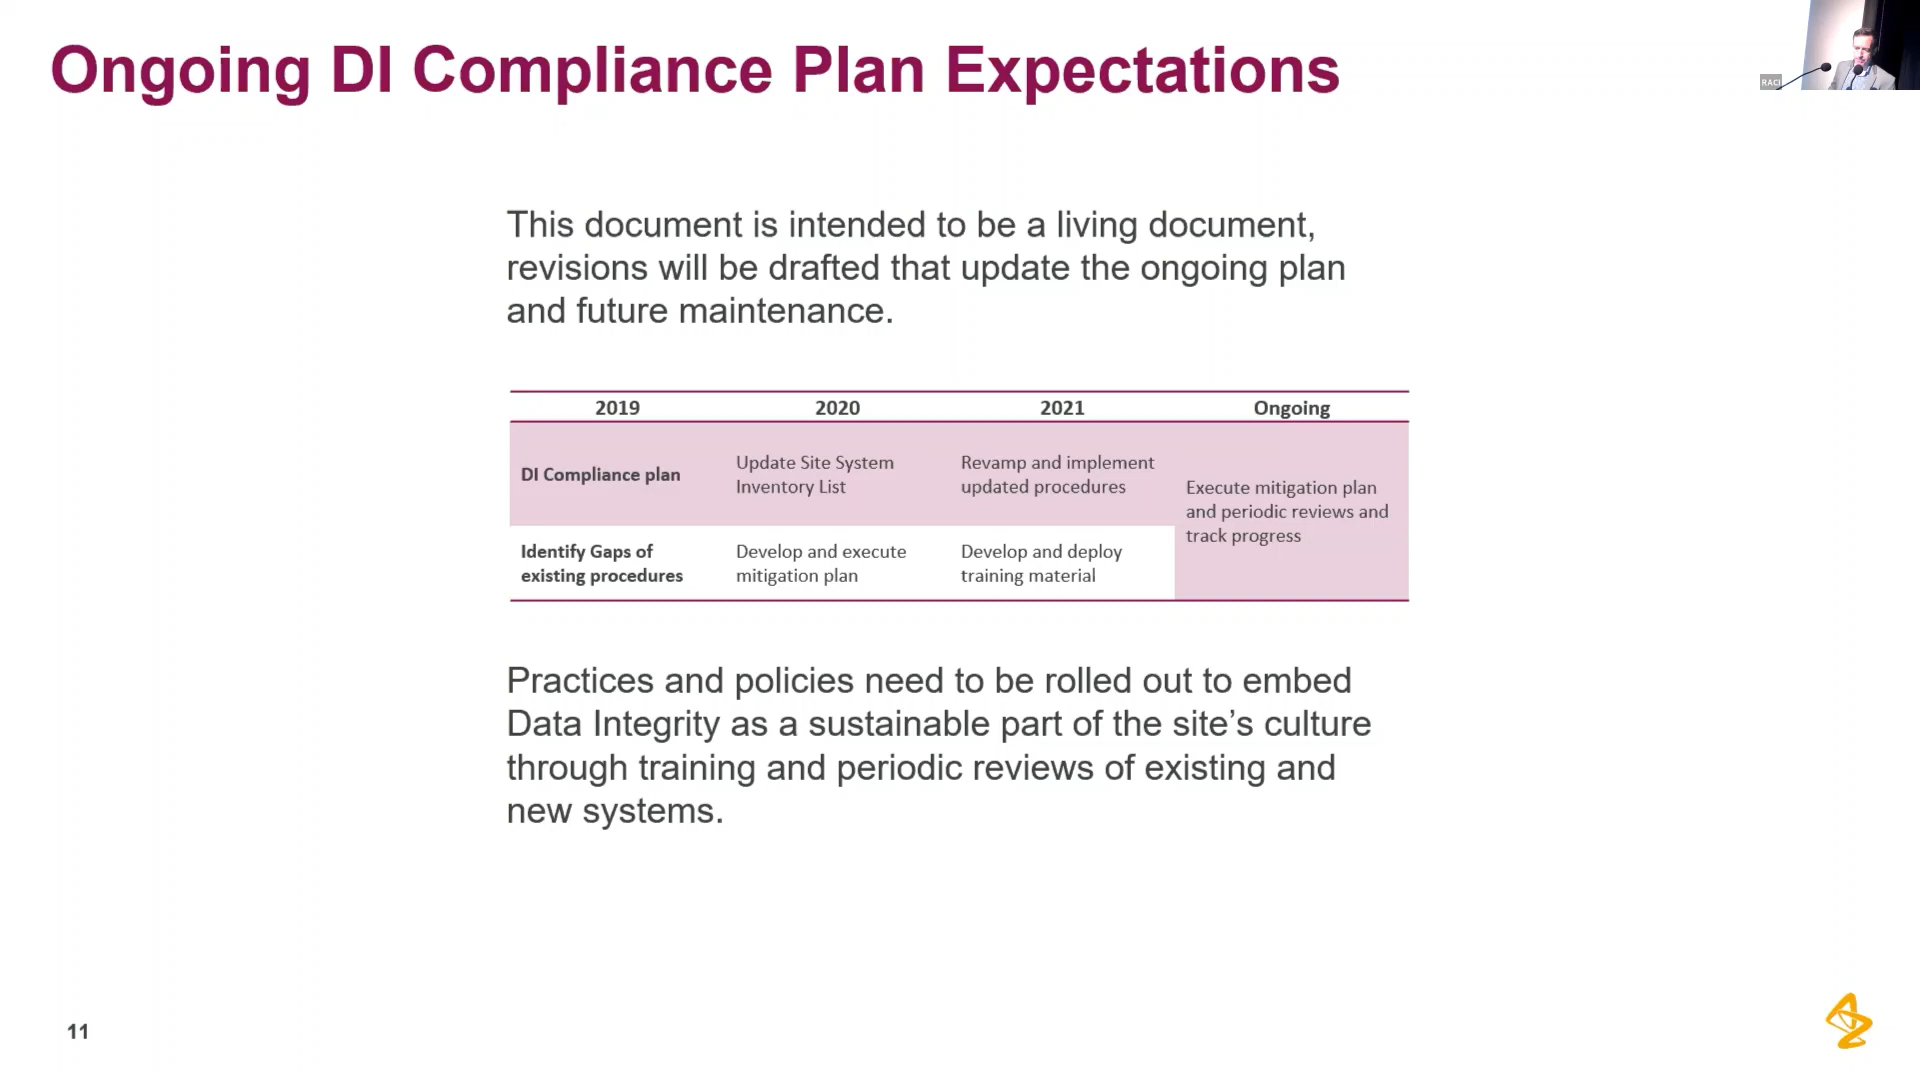 Ongoing DI Compliance Plan Expectations
RACI
This document is intended to be a living document,
revisions will be drafted that update the ongoing plan
and future maintenance.
2019 2020 2021 Ongoing
DI Compliance plan
Update Site System
Inventory List
Revamp and implement
updated procedures
Execute mitigation plan
and periodic reviews and
track progress
Identify Gaps of
existing procedures
Develop and execute
mitigation plan
Develop and deploy
training material
Practices and policies need to be rolled out to embed
Data Integrity as a sustainable part of the site’s culture
through training and periodic reviews of existing and
new systems.
11